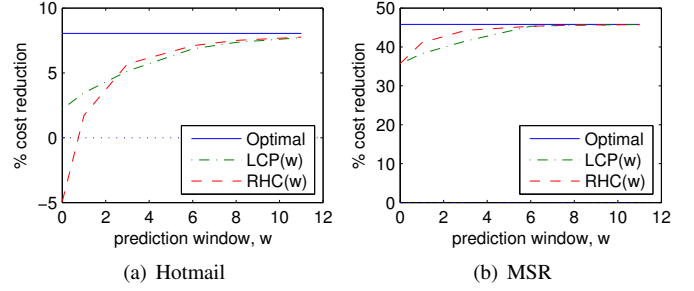 10
5
0
-5
0 2 4 6 8 10 12
% cost reduction
prediction window, w
Optimal
LCP(w)
RHC(w)
(a) Hotmail
50
40
30
20
10
0
0 2 4 6 8 10 12
% cost reduction
prediction window, w
Optimal
LCP(w)
RHC(w)
(b) MSR